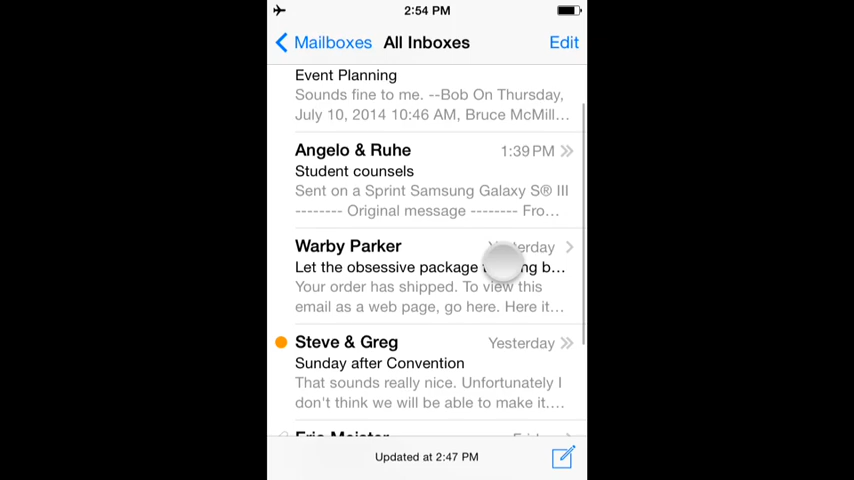 2:54 PM
Mailboxes All Inboxes Edit
Event Planning
Sounds fine to me. --Bob On Thursday,
July 10, 2014 10:46 AM, Bruce McMill...
Angelo & Ruhe 1:39 PM
Student counsels
Sent on a Sprint Samsung Galaxy S® III
-------- Original message -------- Fro...
Warby Parker Yesterday
Let the obsessive package b...
Your order has shipped. To view this
email as a web page, go here. Here it...
Steve & Greg Yesterday
Sunday after Convention
That sounds really nice. Unfortunately I
don't think we will be able to make it....
Updated at 2:47 PM